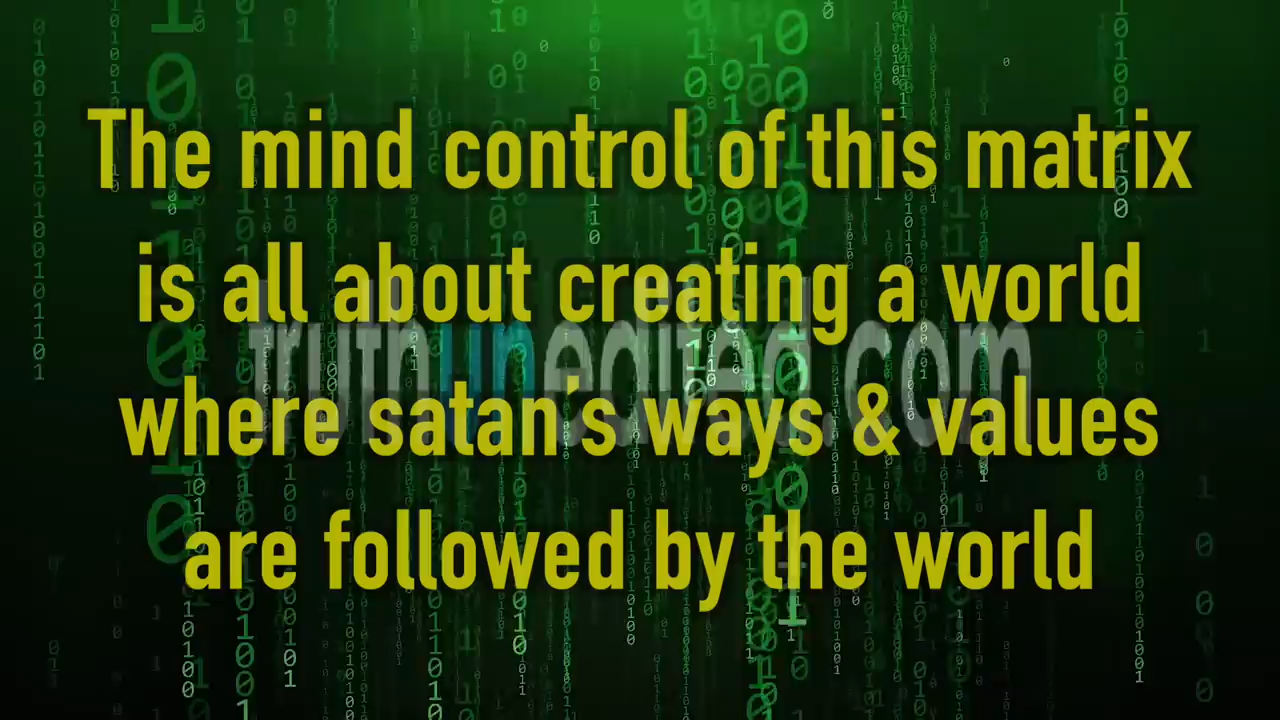 The mind control of this matrix
is all about creating a world
truthunedited.com
where satan's ways & values
are followed by the world